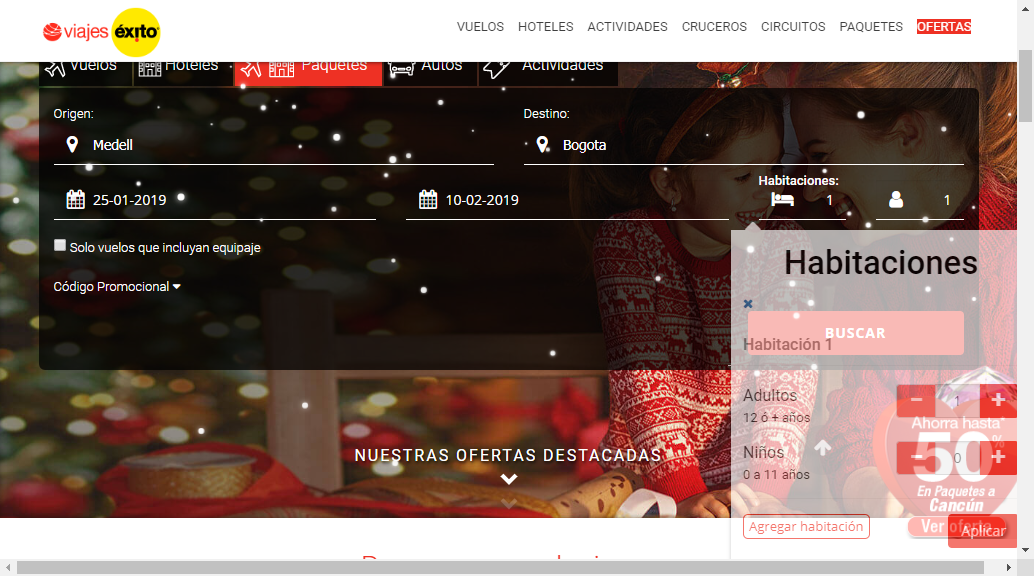 viajes éxito
VUELOS HOTELES ACTIVIDADES CRUCEROS CIRCUITOS PAQUETES OFERTAS
Vuelos Hoteles Paquetes Autos Actividades
Origen: Destino:
Medell Bogota
Habitaciones:
25-01-2019 10-02-2019 1 1
Solo vuelos que incluyan equipaje
Código Promocional
Habitaciones
BUSCAR
Habitación 1
Adultos
1
12 ó + años
Ahorra hasta*
Niños
0
50%
0 a 11 años
En Paquetes a
Cancún
NUESTRAS OFERTAS DESTACADAS
Agregar habitación
Ver oferta
Aplicar